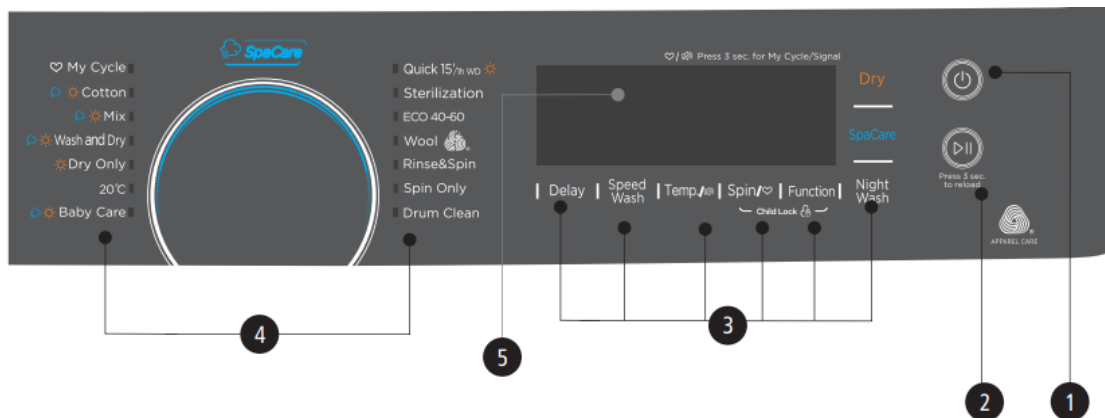 SpaCare
My Cycle
Cotton
Mix
Wash and Dry
Dry Only
20℃
Baby Care
Quick 15'/1h WD
Sterilization
ECO 40-60
Wool
Rinse&Spin
Spin Only
Drum Clean
/ Press 3 sec. for My Cycle/Signal
Dry
SpaCare
Delay
Speed
Wash
Temp./
Spin/
Function
Night
Wash
Child Lock
Press 3 sec.
to reload
APPAREL CARE
®
1
2
3
4
5